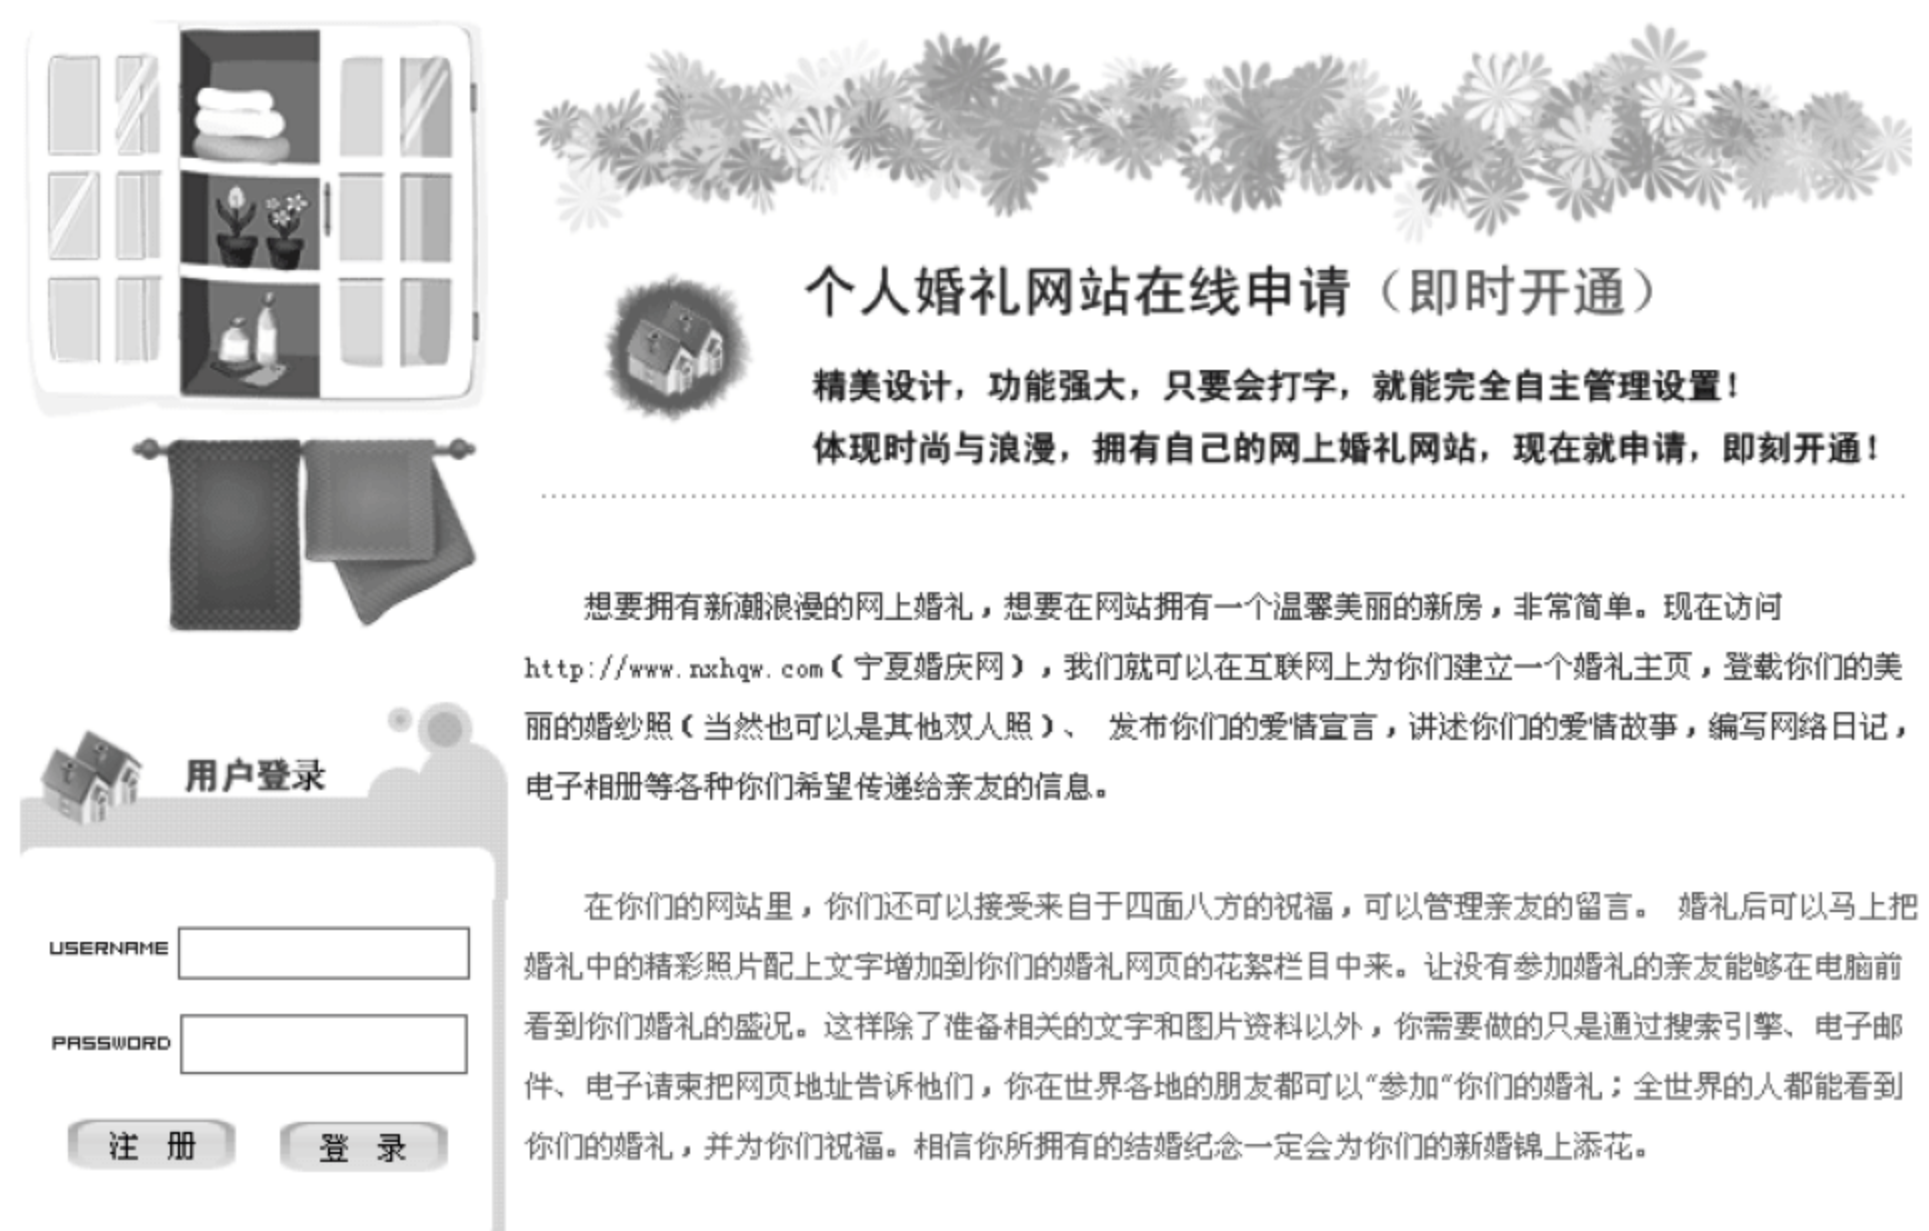 个人婚礼网站在线申请（即时开通）
精美设计，功能强大，只要会打字，就能完全自主管理设置！
体现时尚与浪漫，拥有自己的网上婚礼网站，现在就申请，即刻开通！
想要拥有新潮浪漫的网上婚礼，想要在网站拥有一个温馨美丽的新房，非常简单。现在访问
http://www.nxhqw.com（宁夏婚庆网），我们就可以在互联网上为你们建立一个婚礼主页，登载你们的美
丽的婚纱照（当然也可以是其他双人照）、 发布你们的爱情宣言，讲述你们的爱情故事，编写网络日记，
电子相册等各种你们希望传递给亲友的信息。
在你们的网站里，你们还可以接受来自于四面八方的祝福，可以管理亲友的留言。 婚礼后可以马上把
婚礼中的精彩照片配上文字增加到你们的婚礼网页的花絮栏目中来。让没有参加婚礼的亲友能够在电脑前
看到你们婚礼的盛况。这样除了准备相关的文字和图片资料以外，你需要做的只是通过搜索引擎、电子邮
件、电子请柬把网页地址告诉他们，你在世界各地的朋友都可以“参加”你们的婚礼；全世界的人都能看到
你们的婚礼，并为你们祝福。相信你所拥有的结婚纪念一定会为你们的新婚锦上添花。
用户登录
USERNAME
PASSWORD
注 册
登 录